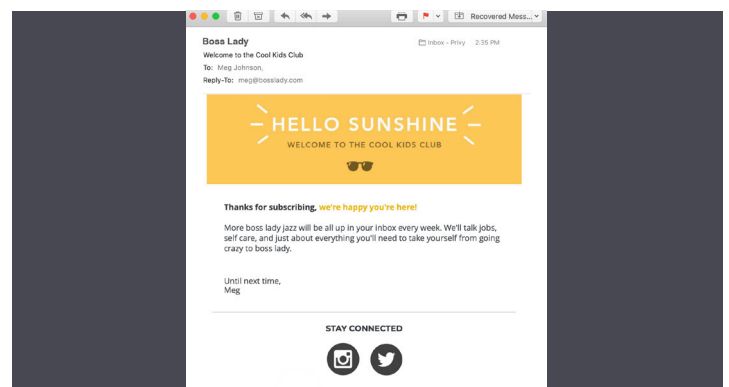 Recovered Mess...
Boss Lady
Inbox - Privy 2:35 PM
Welcome to the Cool Kids Club
To: Meg Johnson,
Reply-To: meg@bosslady.com
HELLO SUNSHINE
WELCOME TO THE COOL KIDS CLUB
Thanks for subscribing, we're happy you're here!
More boss lady jazz will be all up in your inbox every week. We'll talk jobs,
self care, and just about everything you'll need to take yourself from going
crazy to boss lady.
Until next time,
Meg
STAY CONNECTED